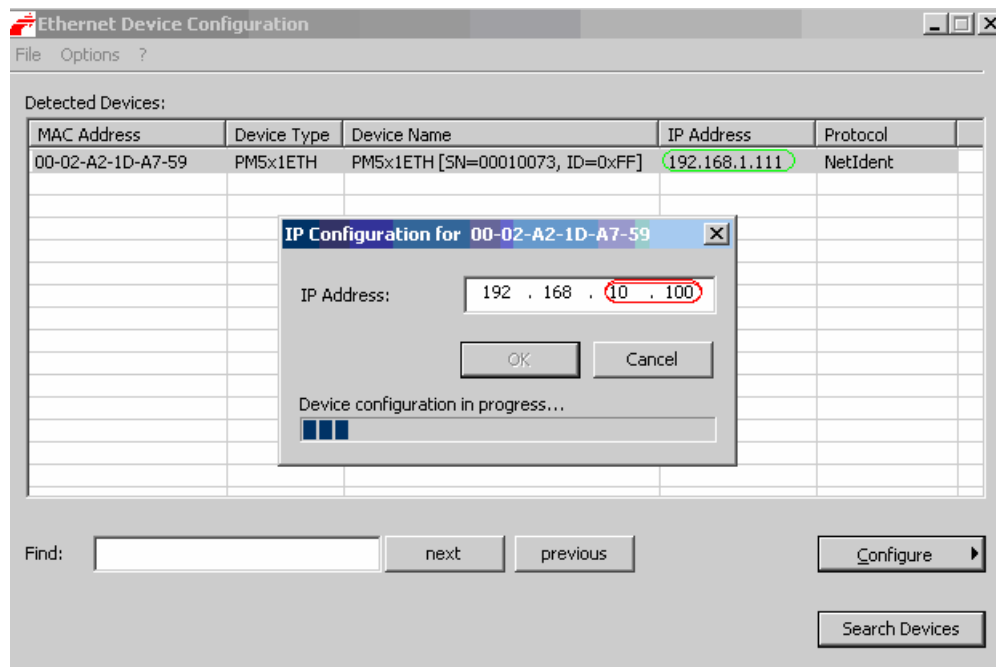 Ethernet Device Configuration
File Options ?
Detected Devices:
MAC Address Device Type Device Name IP Address Protocol
00-02-A2-1D-A7-59 PM5x1ETH PM5x1ETH [SN=00010073, ID=0xFF] 192.168.1.111 NetIdent
IP Configuration for 00-02-A2-1D-A7-59
IP Address: 192 . 168 . 10 . 100
OK Cancel
Device configuration in progress...
Find: next previous Configure
Search Devices